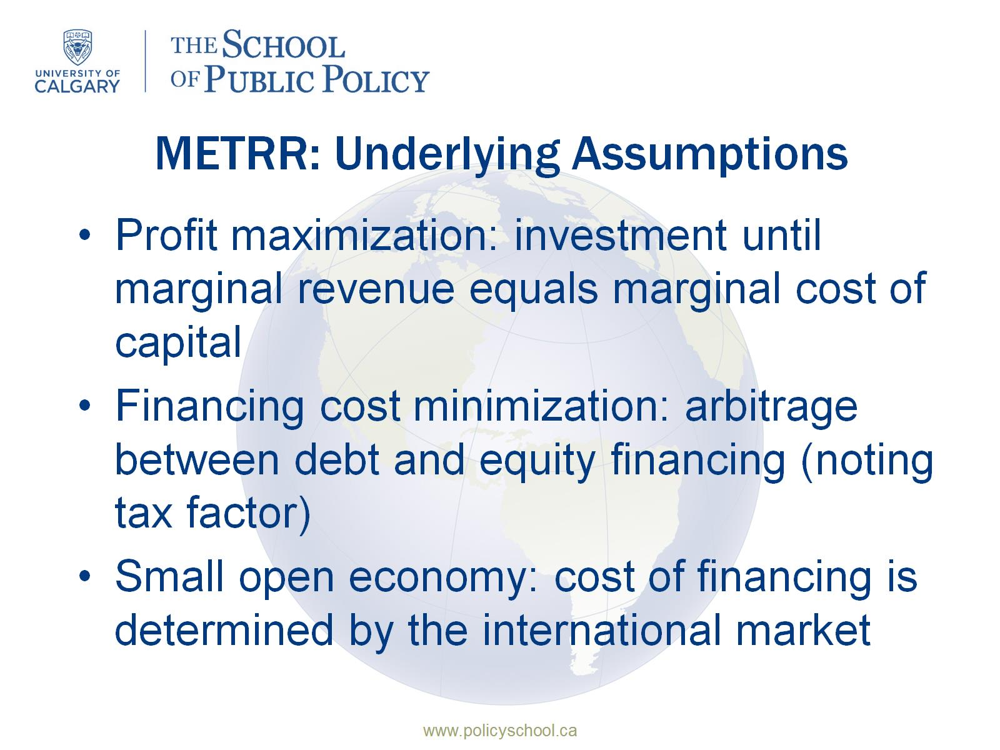 UNIVERSITY OF
CALGARY
THE SCHOOL
OF PUBLIC POLICY
METRR: Underlying Assumptions
• Profit maximization: investment until
marginal revenue equals marginal cost of
capital
• Financing cost minimization: arbitrage
between debt and equity financing (noting
tax factor)
• Small open economy: cost of financing is
determined by the international market
www.policyschool.ca